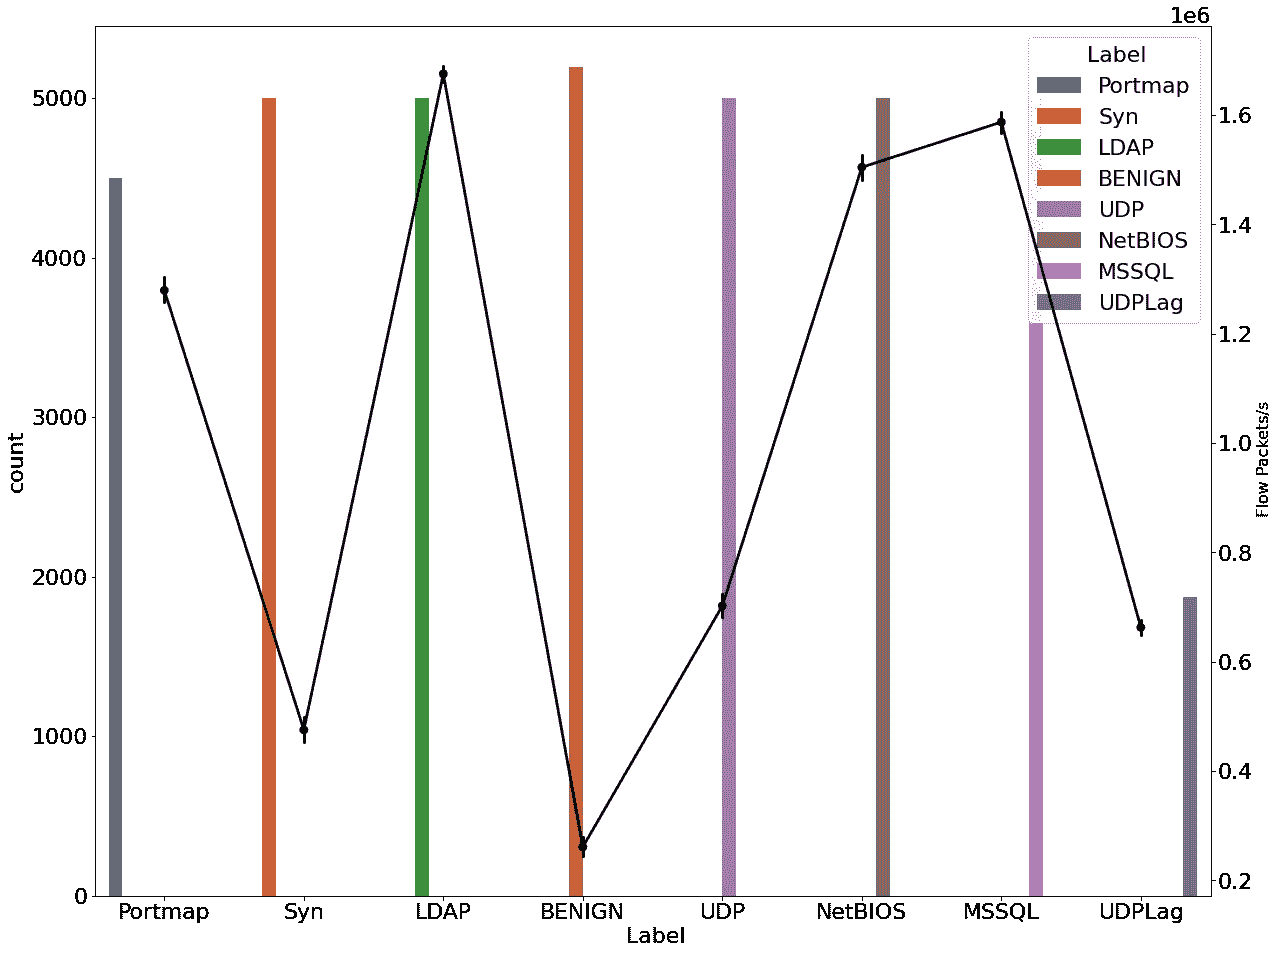 1e6
Label
Portmap
Syn
LDAP
BENIGN
UDP
NetBIOS
MSSQL
UDPLag
5000
4000
3000
2000
1000
0
count
1.6
1.4
1.2
1.0
0.8
0.6
0.4
0.2
Flow Packets/s
Portmap Syn LDAP BENIGN UDP NetBIOS MSSQL UDPLag
Label